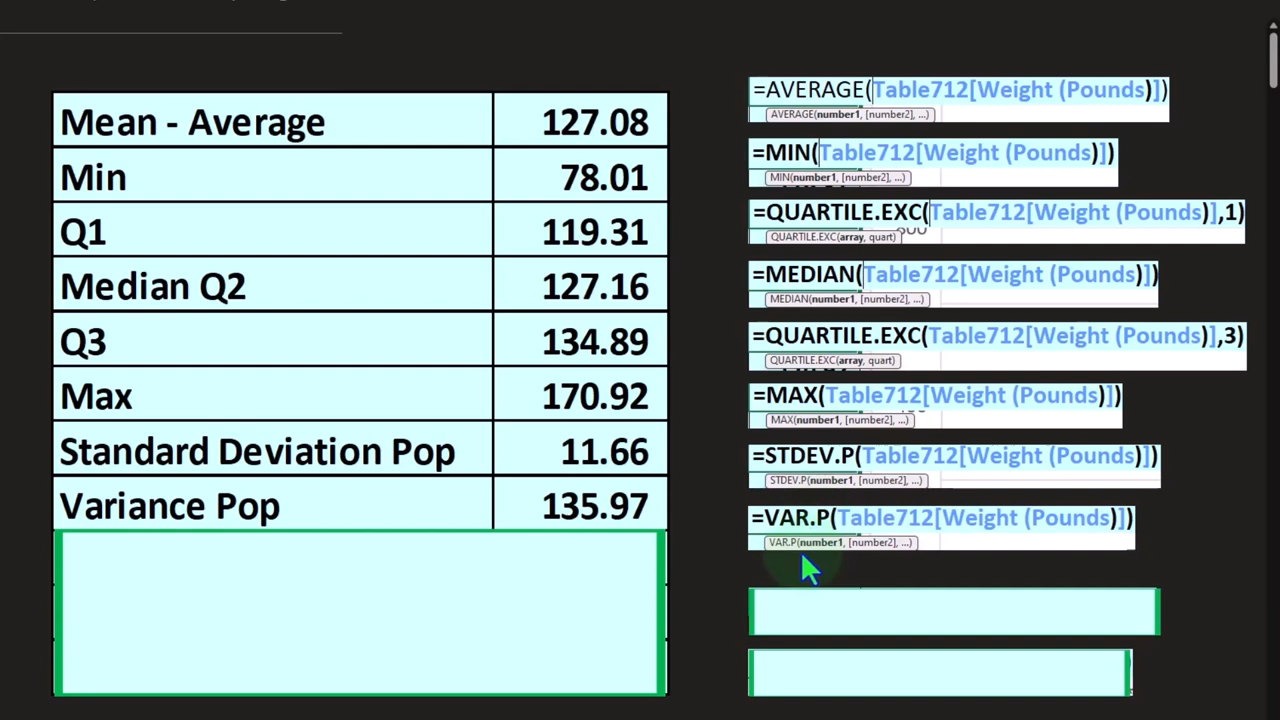 Mean - Average 127.08
=AVERAGE(Table712[Weight (Pounds)])
AVERAGE(number1, [number2], ...)
Min 78.01
=MIN(Table712[Weight (Pounds)])
MIN(number1, [number2], ...)
Q1 119.31
=QUARTILE.EXC(Table712[Weight (Pounds)],1)
QUARTILE.EXC(array, quart)
Median Q2 127.16
=MEDIAN(Table712[Weight (Pounds)])
MEDIAN(number1, [number2], ...)
Q3 134.89
=QUARTILE.EXC(Table712[Weight (Pounds)],3)
QUARTILE.EXC(array, quart)
Max 170.92
=MAX(Table712[Weight (Pounds)])
MAX(number1, [number2], ...)
Standard Deviation Pop 11.66
=STDEV.P(Table712[Weight (Pounds)])
STDEV.P(number1, [number2], ...)
Variance Pop 135.97
=VAR.P(Table712[Weight (Pounds)])
VAR.P(number1, [number2], ...)